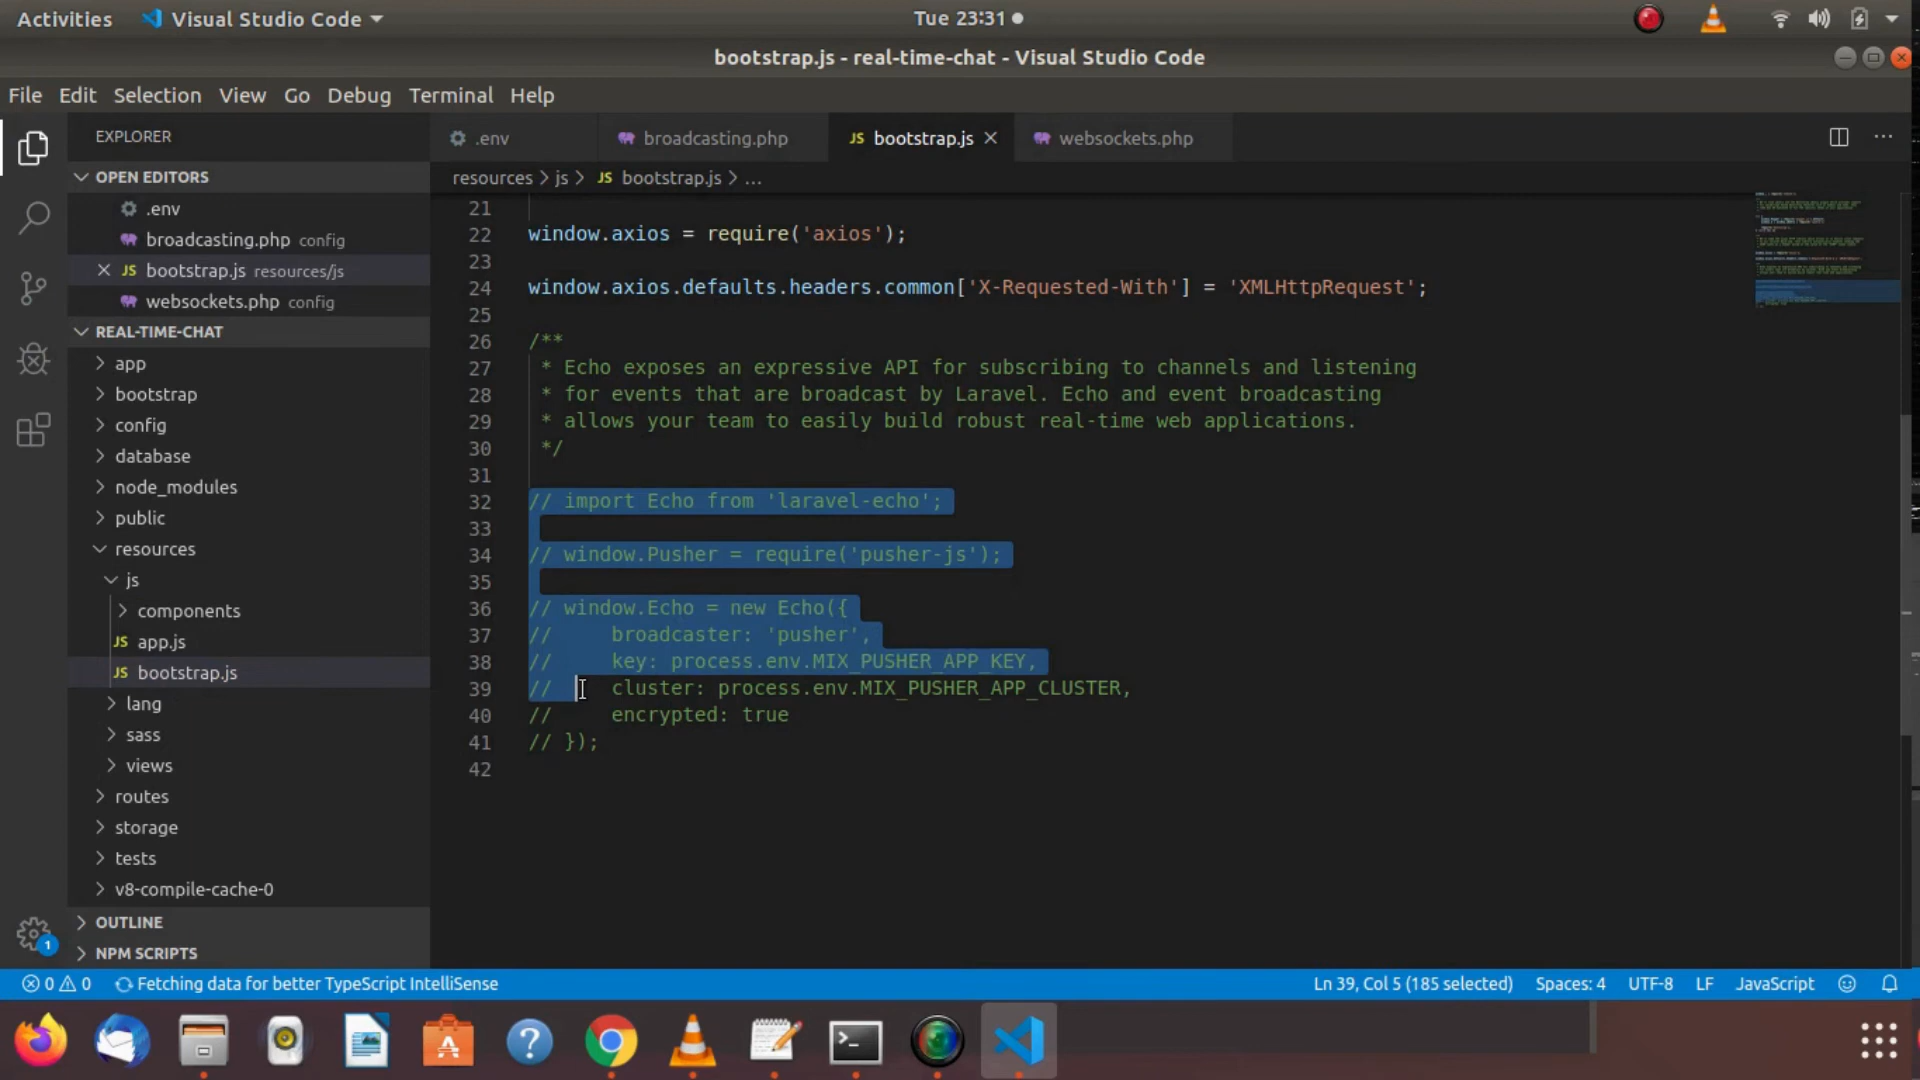 Activities
Visual Studio Code
Tue 23:31
bootstrap.js - real-time-chat - Visual Studio Code
File Edit Selection View Go Debug Terminal Help
EXPLORER
OPEN EDITORS
.env
broadcasting.php config
bootstrap.js resources/js
websockets.php config
REAL-TIME-CHAT
app
bootstrap
config
database
node_modules
public
resources
js
components
app.js
bootstrap.js
lang
sass
views
routes
storage
tests
v8-compile-cache-0
OUTLINE
NPM SCRIPTS
.env
broadcasting.php
bootstrap.js
websockets.php
resources > js > JS bootstrap.js > ...
21
22 window.axios = require('axios');
23
24 window.axios.defaults.headers.common['X-Requested-With'] = 'XMLHttpRequest';
25
26 /**
27 * Echo exposes an expressive API for subscribing to channels and listening
28 * for events that are broadcast by Laravel. Echo and event broadcasting
29 * allows your team to easily build robust real-time web applications.
30 */
31
32 // import Echo from 'laravel-echo';
33
34 // window.Pusher = require('pusher-js');
35
36 // window.Echo = new Echo({
37 //     broadcaster: 'pusher',
38 //     key: process.env.MIX_PUSHER_APP_KEY,
39 //     cluster: process.env.MIX_PUSHER_APP_CLUSTER,
40 //     encrypted: true
41 // });
42
0 0 Fetching data for better TypeScript IntelliSense
Ln 39, Col 5 (185 selected) Spaces: 4 UTF-8 LF JavaScript